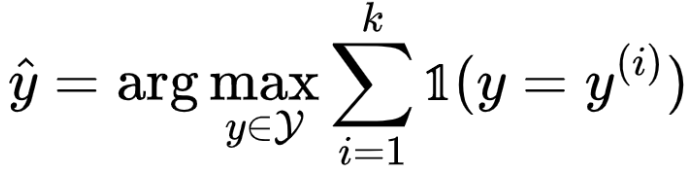 ŷ = arg max_{y∈𝒴} ∑_{i=1}^{k} 𝟙(y = y^{(i)})